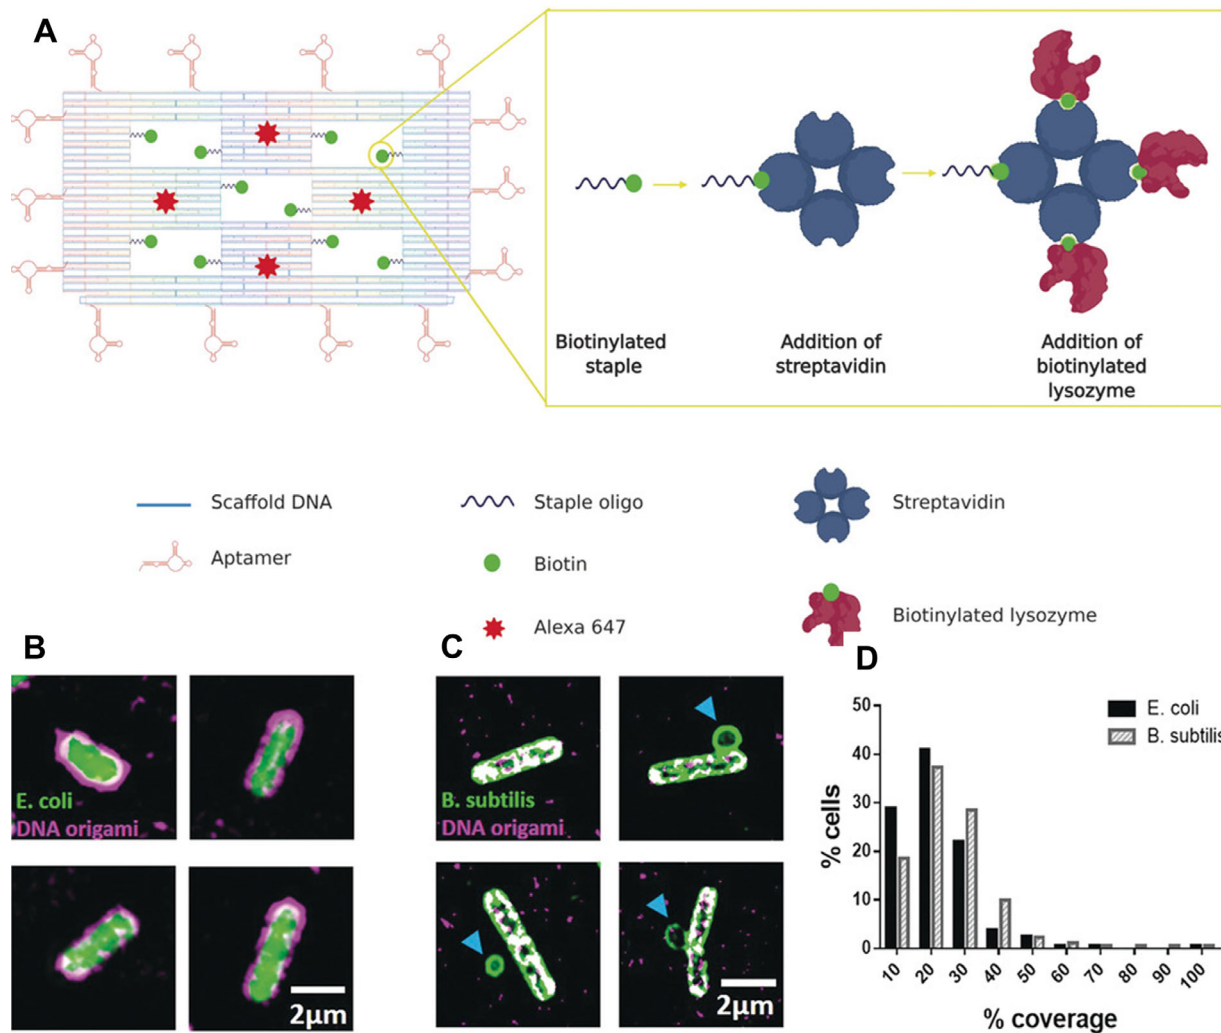 A
Biotinylated
staple
Addition of
streptavidin
Addition of
biotinylated
lysozyme
Scaffold DNA
Staple oligo
Streptavidin
Aptamer
Biotin
Alexa 647
Biotinylated lysozyme
B
E. coli
DNA origami
2μm
C
B. subtilis
DNA origami
2μm
D
E. coli
B. subtilis
% cells
50
40
30
20
10
0
10 20 30 40 50 60 70 80 90 100
% coverage